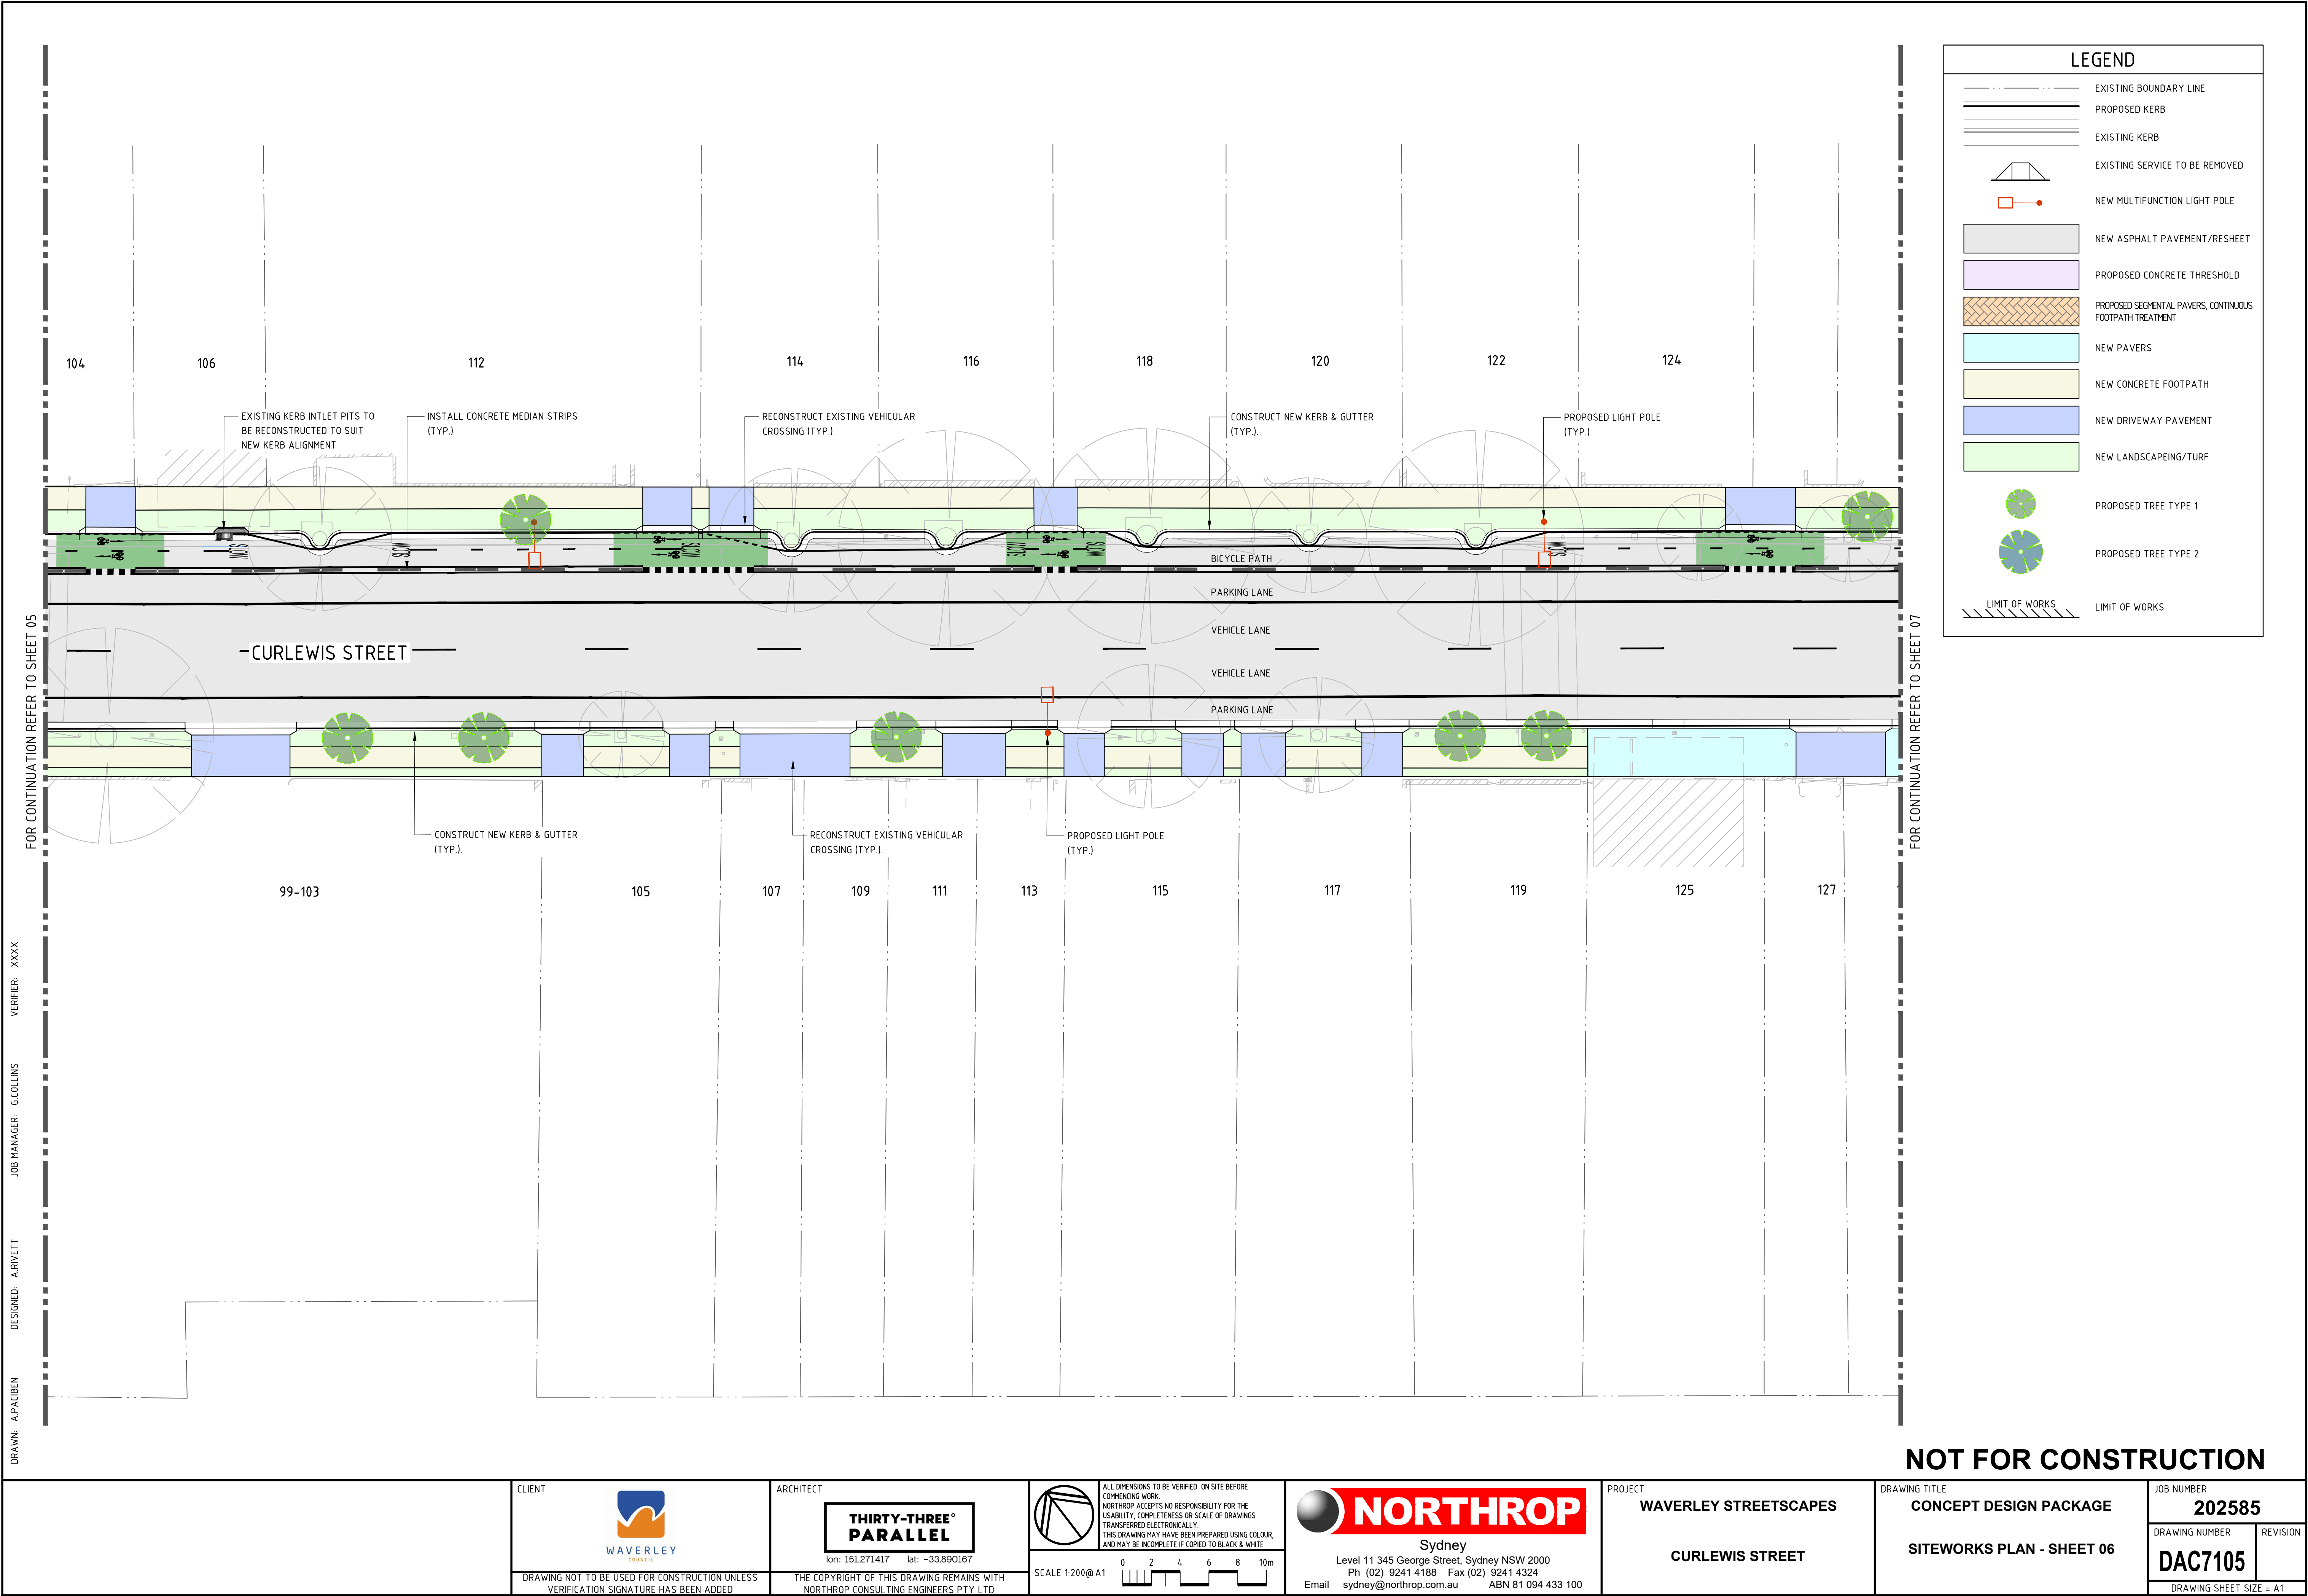 LEGEND
EXISTING BOUNDARY LINE
PROPOSED KERB
EXISTING KERB
EXISTING SERVICE TO BE REMOVED
NEW MULTIFUNCTION LIGHT POLE
NEW ASPHALT PAVEMENT/RESHEET
PROPOSED CONCRETE THRESHOLD
PROPOSED SEGMENTAL PAVERS, CONTINUOUS
FOOTPATH TREATMENT
NEW PAVERS
NEW CONCRETE FOOTPATH
NEW DRIVEWAY PAVEMENT
NEW LANDSCAPEING/TURF
PROPOSED TREE TYPE 1
PROPOSED TREE TYPE 2
LIMIT OF WORKS
LIMIT OF WORKS
104
106
112
114
116
118
120
122
124
EXISTING KERB INTLET PITS TO
BE RECONSTRUCTED TO SUIT
NEW KERB ALIGNMENT
INSTALL CONCRETE MEDIAN STRIPS
(TYP.)
RECONSTRUCT EXISTING VEHICULAR
CROSSING (TYP.).
CONSTRUCT NEW KERB & GUTTER
(TYP.).
PROPOSED LIGHT POLE
(TYP.)
SLOW
SLOW
SLOW
SLOW
SLOW
SLOW
BICYCLE PATH
PARKING LANE
VEHICLE LANE
CURLEWIS STREET
VEHICLE LANE
PARKING LANE
FOR CONTINUATION REFER TO SHEET 05
FOR CONTINUATION REFER TO SHEET 07
CONSTRUCT NEW KERB & GUTTER
(TYP.).
RECONSTRUCT EXISTING VEHICULAR
CROSSING (TYP.).
PROPOSED LIGHT POLE
(TYP.)
99-103
105
107
109
111
113
115
117
119
125
127
VERIFIER: XXXX
JOB MANAGER: G.COLLINS
DESIGNED: A.RIVETT
DRAWN: A.PACIBEN
NOT FOR CONSTRUCTION
CLIENT
WAVERLEY
COUNCIL
DRAWING NOT TO BE USED FOR CONSTRUCTION UNLESS
VERIFICATION SIGNATURE HAS BEEN ADDED
ARCHITECT
THIRTY-THREE°
PARALLEL
lon: 151.271417 lat: -33.890167
THE COPYRIGHT OF THIS DRAWING REMAINS WITH
NORTHROP CONSULTING ENGINEERS PTY LTD
ALL DIMENSIONS TO BE VERIFIED ON SITE BEFORE
COMMENCING WORK.
NORTHROP ACCEPTS NO RESPONSIBILITY FOR THE
USABILITY, COMPLETENESS OR SCALE OF DRAWINGS
TRANSFERRED ELECTRONICALLY.
THIS DRAWING MAY HAVE BEEN PREPARED USING COLOUR,
AND MAY BE INCOMPLETE IF COPIED TO BLACK & WHITE
SCALE 1:200@A1
0 2 4 6 8 10m
NORTHROP
Sydney
Level 11 345 George Street, Sydney NSW 2000
Ph (02) 9241 4188 Fax (02) 9241 4324
Email sydney@northrop.com.au ABN 81 094 433 100
PROJECT
WAVERLEY STREETSCAPES
CURLEWIS STREET
DRAWING TITLE
CONCEPT DESIGN PACKAGE
SITEWORKS PLAN - SHEET 06
JOB NUMBER
202585
DRAWING NUMBER
DAC7105
REVISION
DRAWING SHEET SIZE = A1